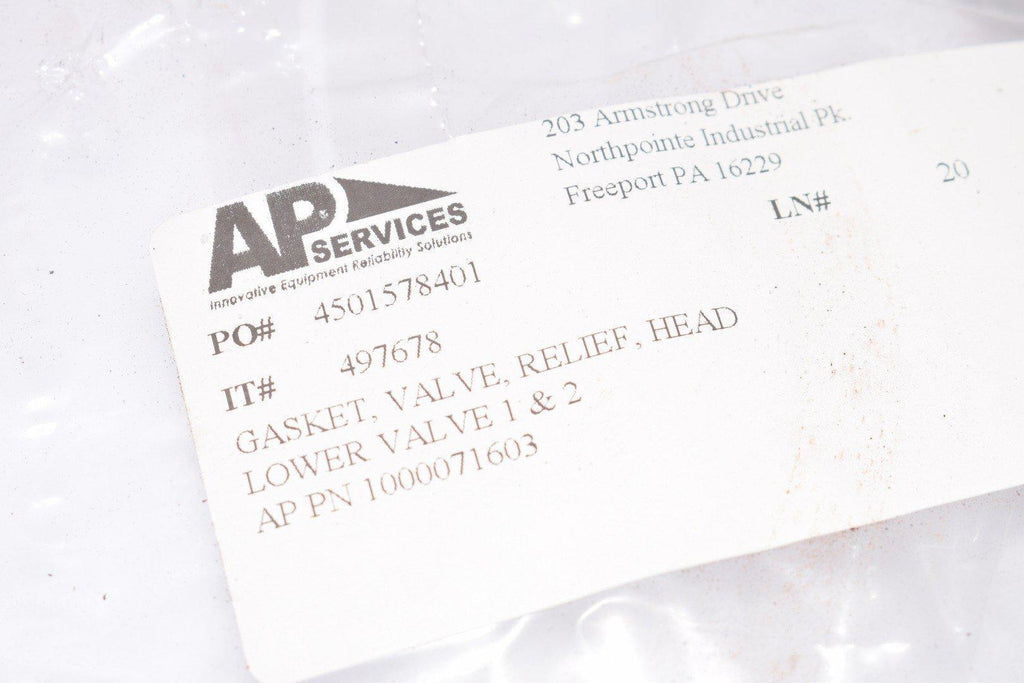 203 Armstrong Drive
Northpointe Industrial Pk.
Freeport PA 16229
AP SERVICES
Innovative Equipment Reliability Solutions
LN# 20
PO# 4501578401
IT# 497678
GASKET, VALVE, RELIEF, HEAD
LOWER VALVE 1 & 2
AP PN 1000071603